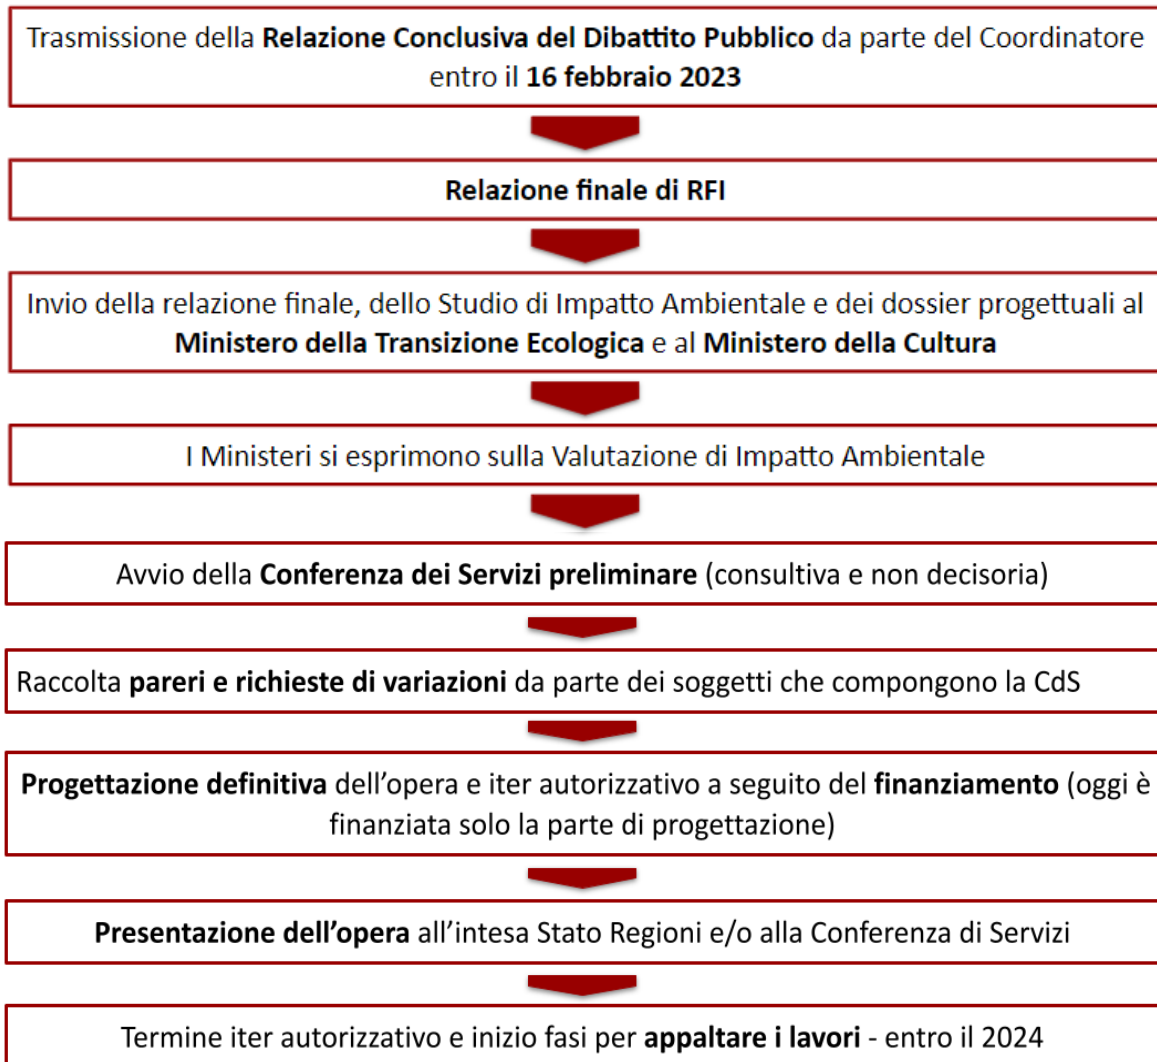 Trasmissione della Relazione Conclusiva del Dibattito Pubblico da parte del Coordinatore
entro il 16 febbraio 2023
Relazione finale di RFI
Invio della relazione finale, dello Studio di Impatto Ambientale e dei dossier progettuali al
Ministero della Transizione Ecologica e al Ministero della Cultura
I Ministeri si esprimono sulla Valutazione di Impatto Ambientale
Avvio della Conferenza dei Servizi preliminare (consultiva e non decisoria)
Raccolta pareri e richieste di variazioni da parte dei soggetti che compongono la CdS
Progettazione definitiva dell’opera e iter autorizzativo a seguito del finanziamento (oggi è
finanziata solo la parte di progettazione)
Presentazione dell’opera all’intesa Stato Regioni e/o alla Conferenza di Servizi
Termine iter autorizzativo e inizio fasi per appaltare i lavori - entro il 2024